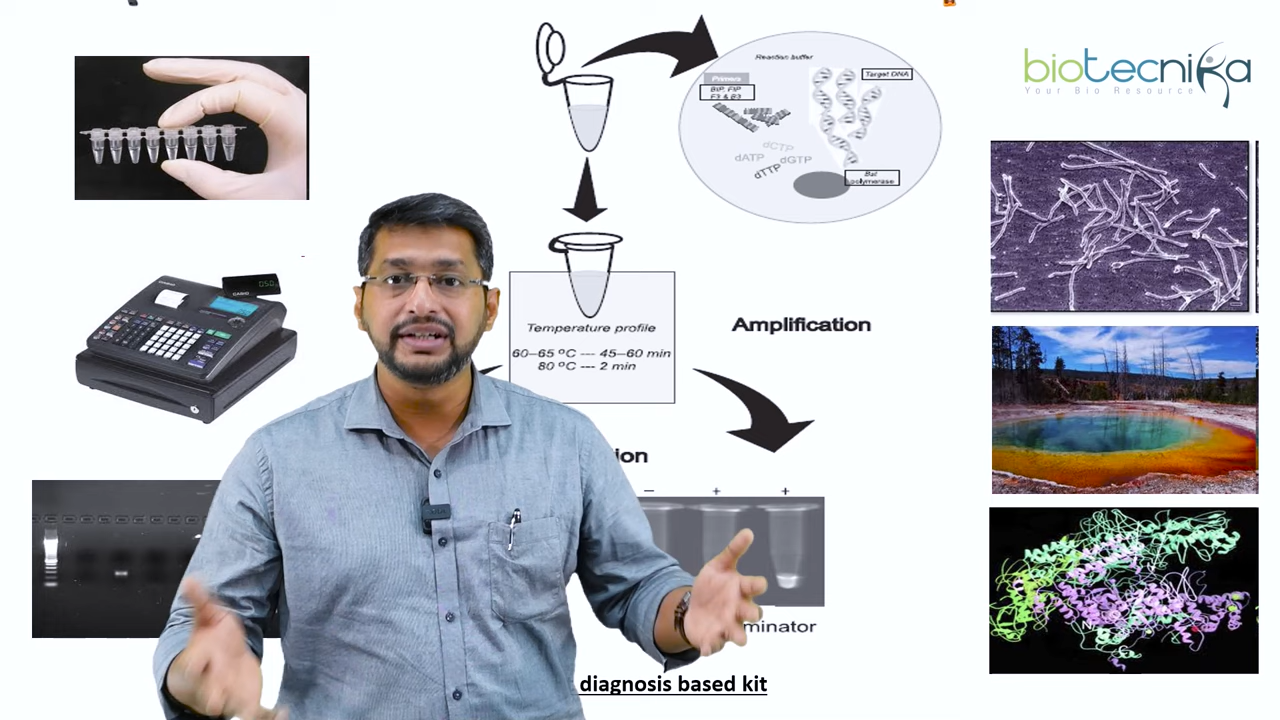 biotecnika
Your Bio Resource
Reaction buffer
Primers
BIP, FIP
F3 & B3
Target DNA
dCTP
dATP
dGTP
dTTP
Bst
polymerase
Temperature profile
60–65 ºC --- 45–60 min
80 ºC --- 2 min
Amplification
ion
– + +
minator
diagnosis based kit
CASIO